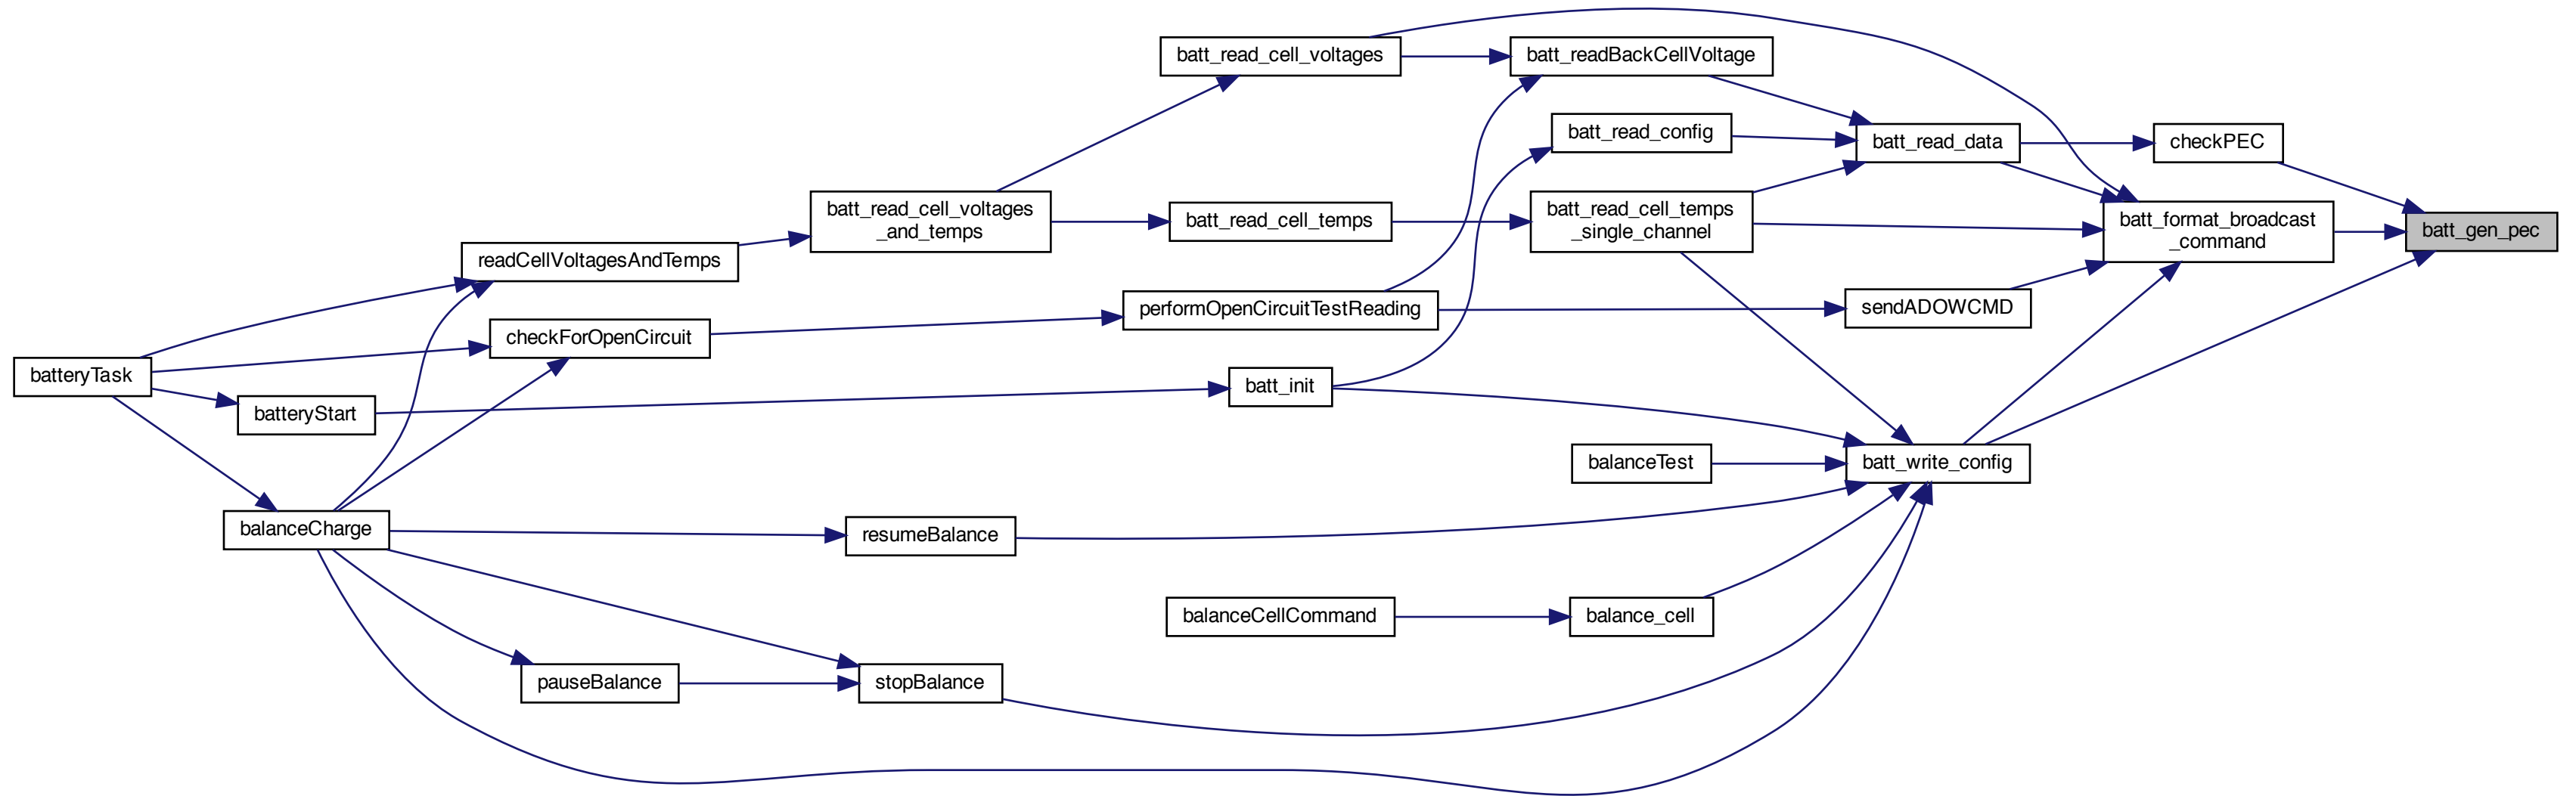 batt_read_cell_voltages
batt_readBackCellVoltage
batt_read_config
batt_read_data
checkPEC
batt_read_cell_voltages
_and_temps
batt_read_cell_temps
batt_read_cell_temps
_single_channel
batt_format_broadcast
_command
batt_gen_pec
readCellVoltagesAndTemps
performOpenCircuitTestReading
sendADOWCMD
checkForOpenCircuit
batteryTask
batt_init
batteryStart
balanceTest
batt_write_config
balanceCharge
resumeBalance
balanceCellCommand
balance_cell
pauseBalance
stopBalance